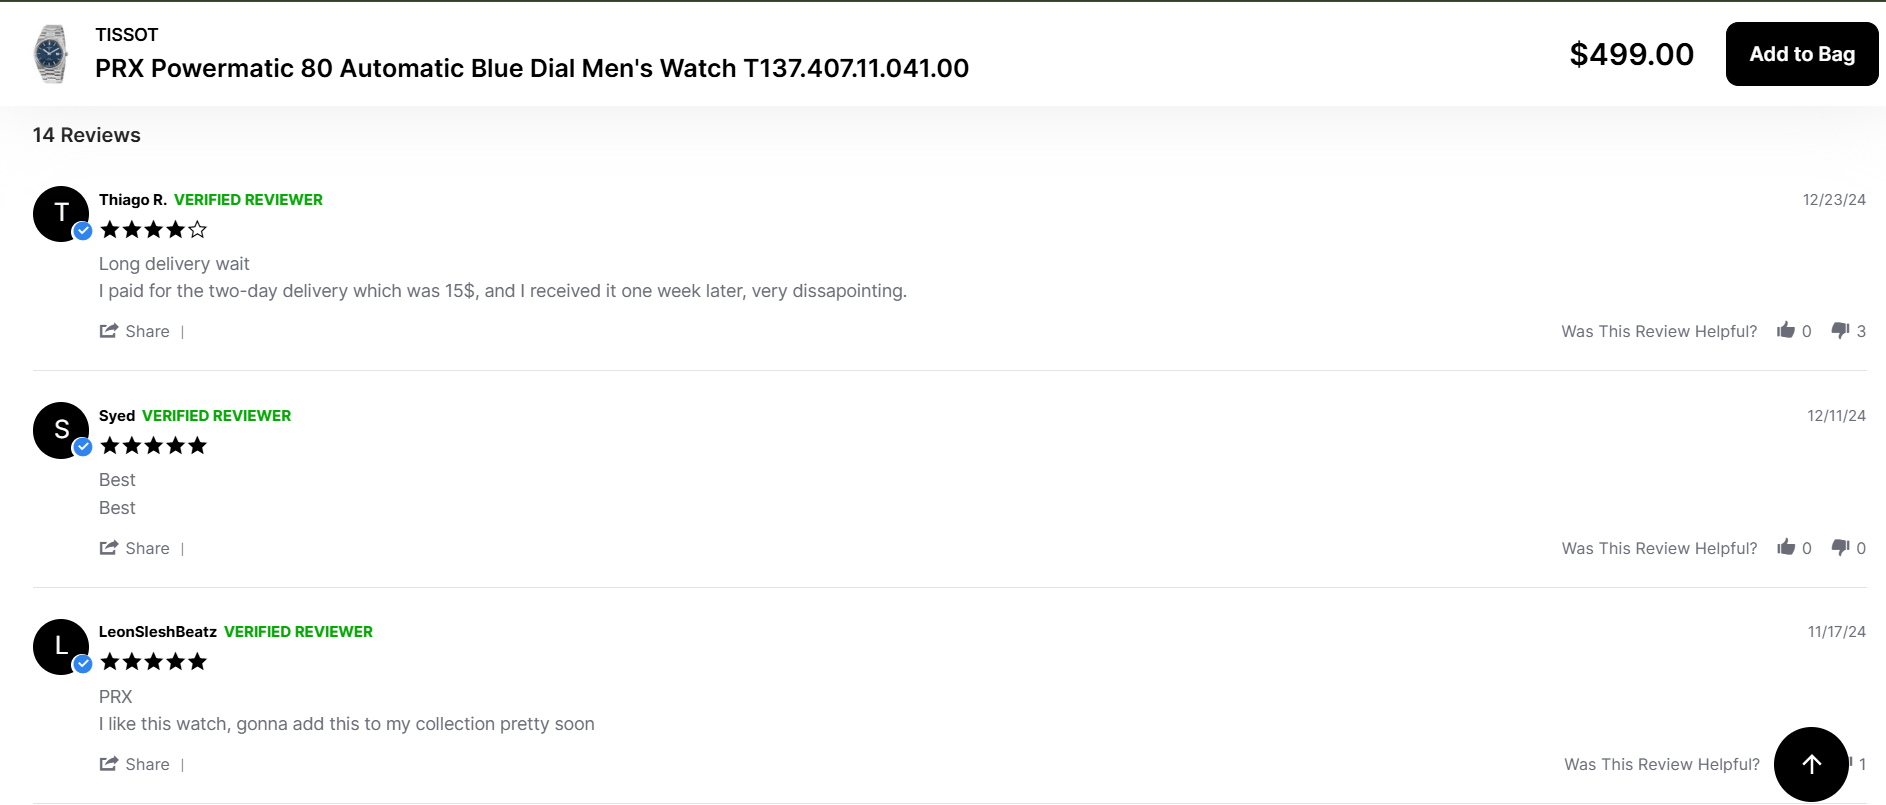 TISSOT
PRX Powermatic 80 Automatic Blue Dial Men's Watch T137.407.11.041.00
$499.00
Add to Bag
14 Reviews
T
Thiago R. VERIFIED REVIEWER
12/23/24
Long delivery wait
I paid for the two-day delivery which was 15$, and I received it one week later, very dissapointing.
Share |
Was This Review Helpful? 0 3
S
Syed VERIFIED REVIEWER
12/11/24
Best
Best
Share |
Was This Review Helpful? 0 0
L
LeonSleshBeatz VERIFIED REVIEWER
11/17/24
PRX
I like this watch, gonna add this to my collection pretty soon
Share |
Was This Review Helpful? 1